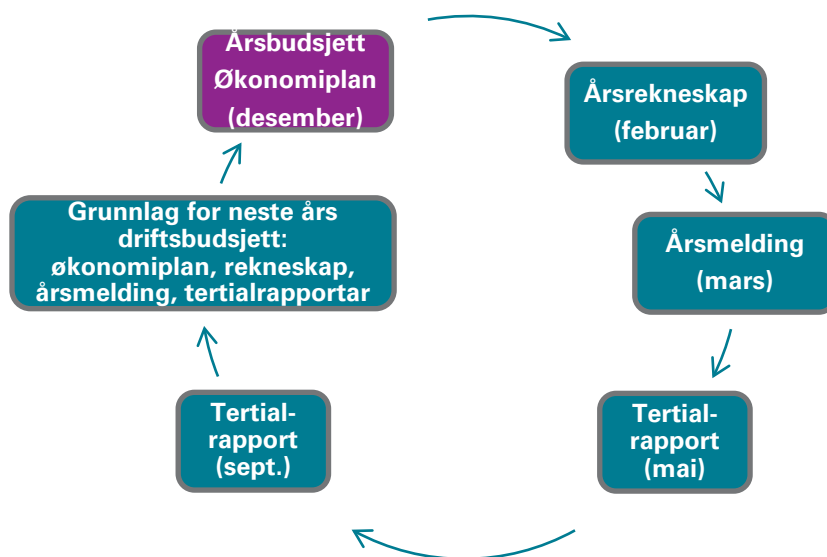 Årsbudsjett
Økonomiplan
(desember)
Årsrekneskap
(februar)
Årsmelding
(mars)
Tertial-
rapport
(mai)
Tertial-
rapport
(sept.)
Grunnlag for neste års
driftsbudsjett:
økonomiplan, rekneskap,
årsmelding, tertialrapportar